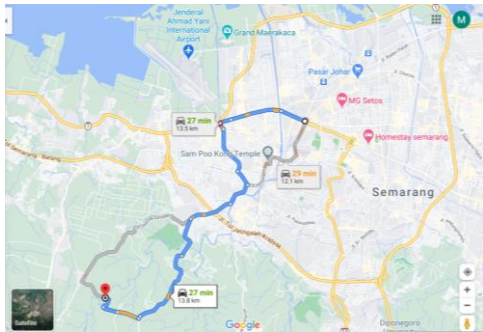 Jenderal
Ahmad Yani
International
Airport
Grand Maerakaca
M
Pasar Johar
MG Setos
27 min
13.5 km
Homestay semarang
Sam Poo Kong Temple
29 min
12.1 km
Semarang
27 min
13.8 km
Satellite
Google
Diponegoro